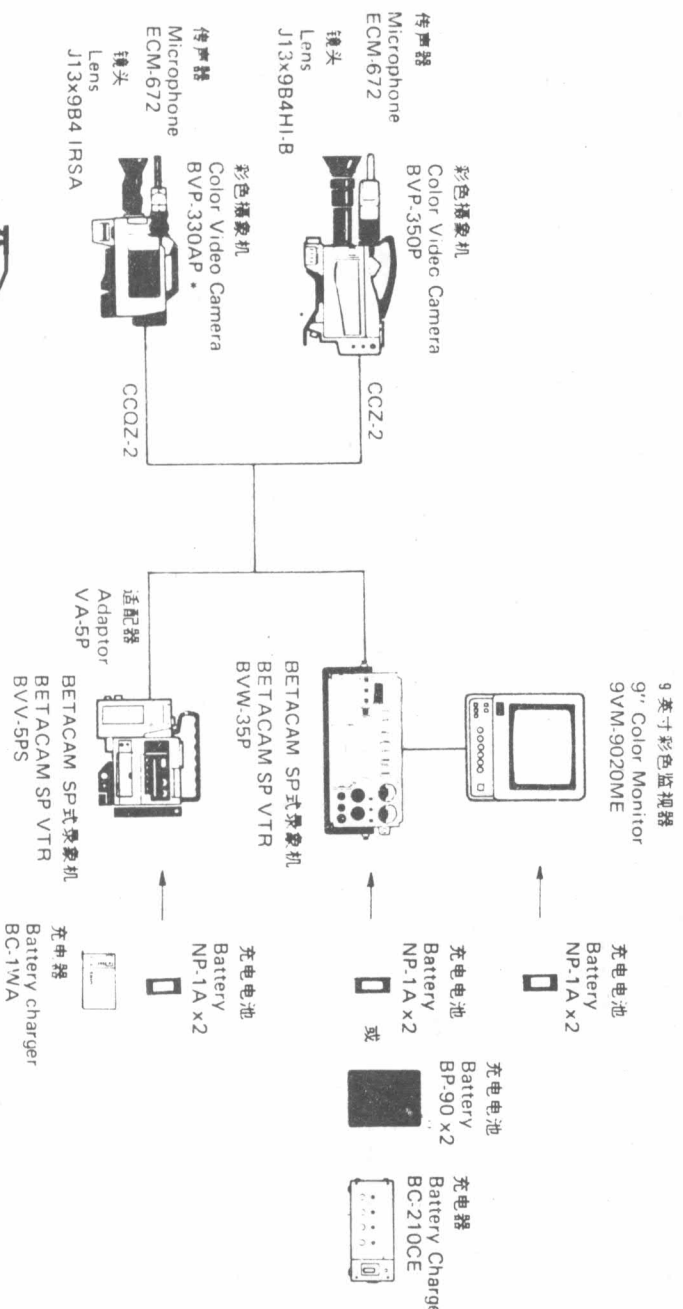 传声器
Microphone
ECM-672
镜头
Lens
J13x9B4HI-B
彩色摄象机
Color Video Camera
BVP-350P
CCZ-2
传声器
Microphone
ECM-672
镜头
Lens
J13x9B4 IRSA
彩色摄象机
Color Video Camera
BVP-330AP
CCQZ-2
9英寸彩色监视器
9" Color Monitor
9VM-9020ME
充电电池
Battery
NP-1A x2
BETACAM SP式录象机
BETACAM SP VTR
BVW-35P
充电电池
Battery
NP-1A x2
或
充电电池
Battery
BP-90 x2
充电器
Battery Charge
BC-210CE
适配器
Adaptor
VA-5P
BETACAM SP式录象机
BETACAM SP VTR
BVV-5PS
充电电池
Battery
NP-1A x2
充电器
Battery charger
BC-1WA